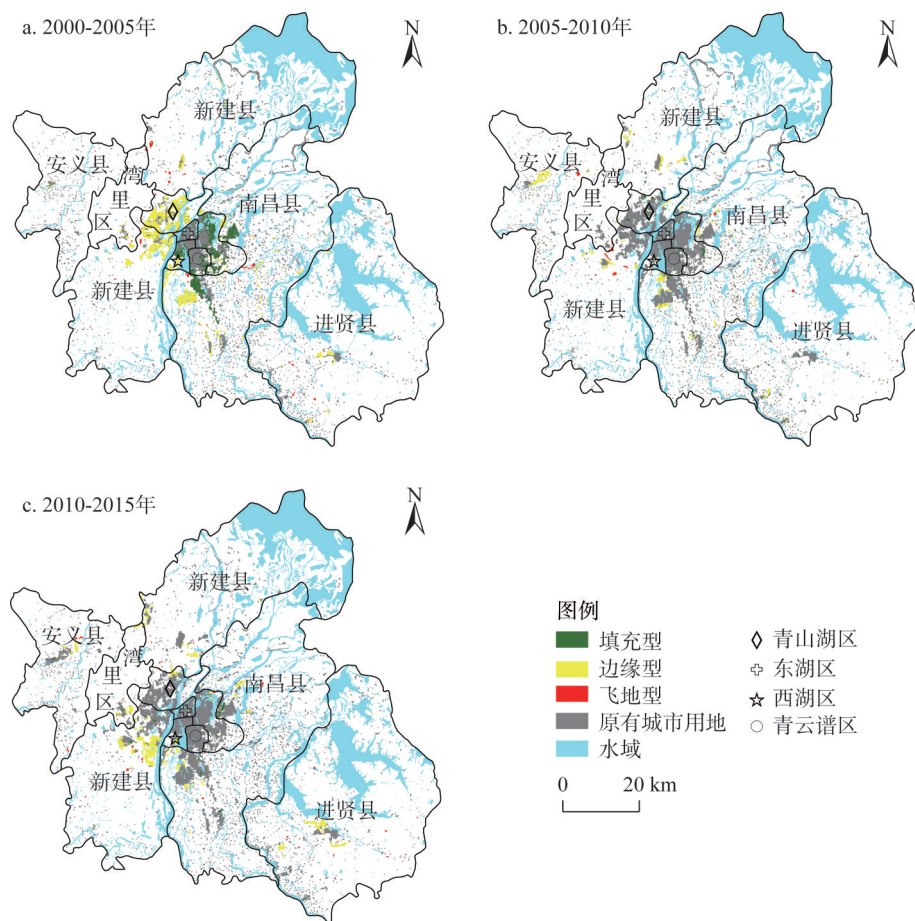 a. 2000-2005年
N
新建县
安义县
湾
里
区
南昌县
新建县
进贤县
b. 2005-2010年
N
新建县
安义县
湾
里
区
南昌县
新建县
进贤县
c. 2010-2015年
N
新建县
安义县
湾
里
区
南昌县
新建县
进贤县
图例
填充型
边缘型
飞地型
原有城市用地
水域
青山湖区
东湖区
西湖区
青云谱区
0 20 km